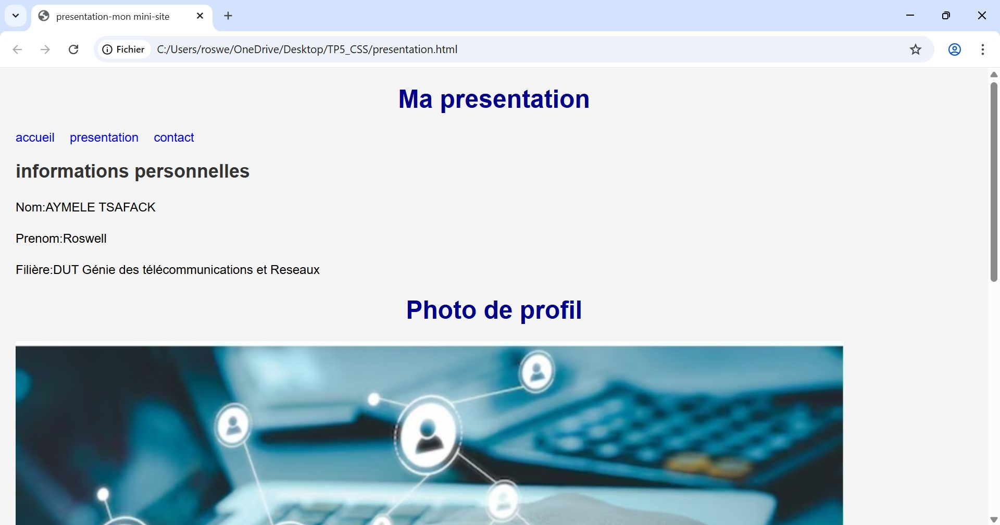 presentation-mon mini-site
Fichier C:/Users/roswe/OneDrive/Desktop/TP5_CSS/presentation.html
Ma presentation
accueil presentation contact
informations personnelles
Nom:AYMELE TSAFACK
Prenom:Roswell
Filière:DUT Génie des télécommunications et Reseaux
Photo de profil